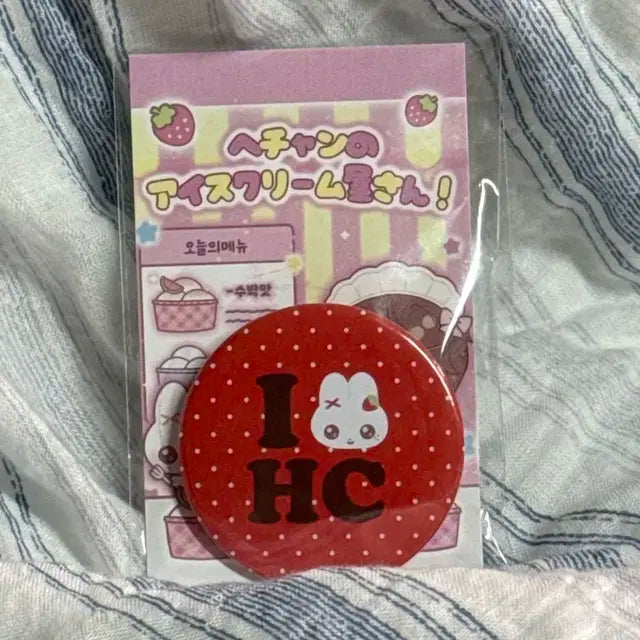 ヘチャンの
アイスクリーム屋さん!
오늘의메뉴
-수박맛
I
HC